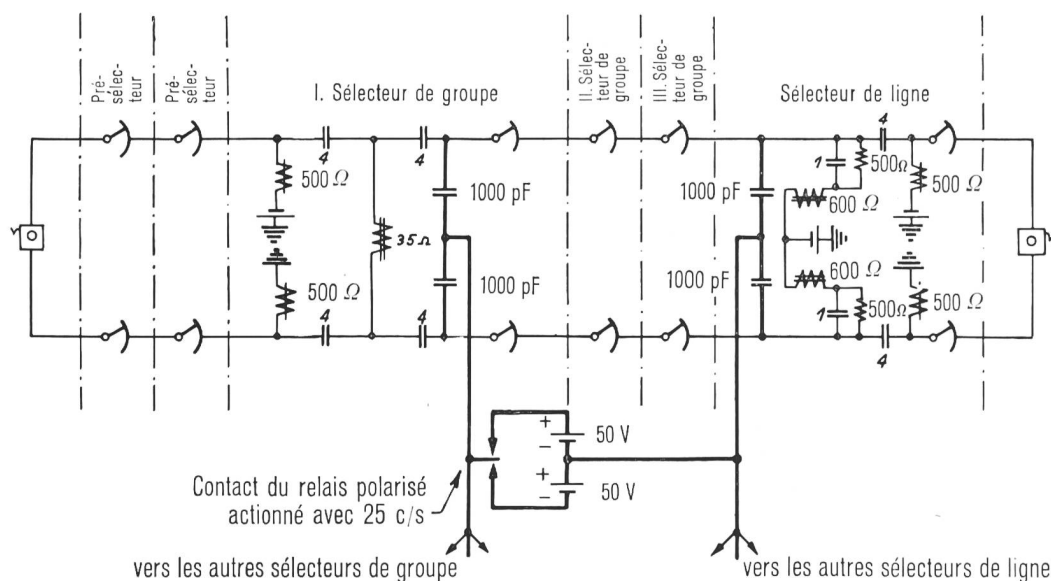 Pré-
sélec-
teur
Pré-
sélec-
teur
I. Sélecteur de groupe
II. Sélec-
teur de
groupe
III. Sélec-
teur de
groupe
Sélecteur de ligne
4
4
4
500 Ω
1000 pF
1000 pF
1
500 Ω
500 Ω
600 Ω
35 Ω
500 Ω
1000 pF
1000 pF
600 Ω
1
500 Ω
500 Ω
4
4
4
+
−
50 V
+
−
50 V
Contact du relais polarisé
actionné avec 25 c/s
vers les autres sélecteurs de groupe
vers les autres sélecteurs de ligne